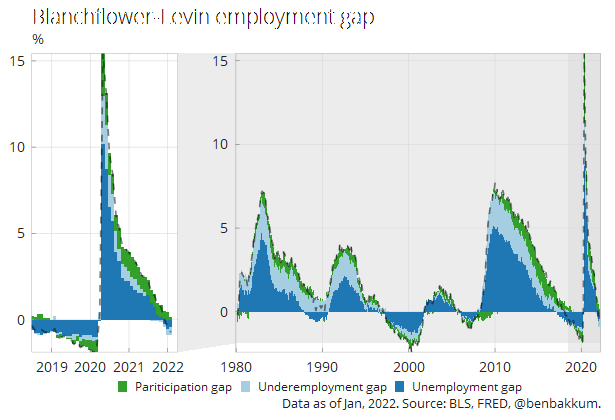 Blanchflower-Levin employment gap
%
15
10
5
0
2019 2020 2021 2022
15
10
5
0
1980 1990 2000 2010 2020
Pariticipation gap Underemployment gap Unemployment gap
Data as of Jan, 2022. Source: BLS, FRED, @benbakkum.